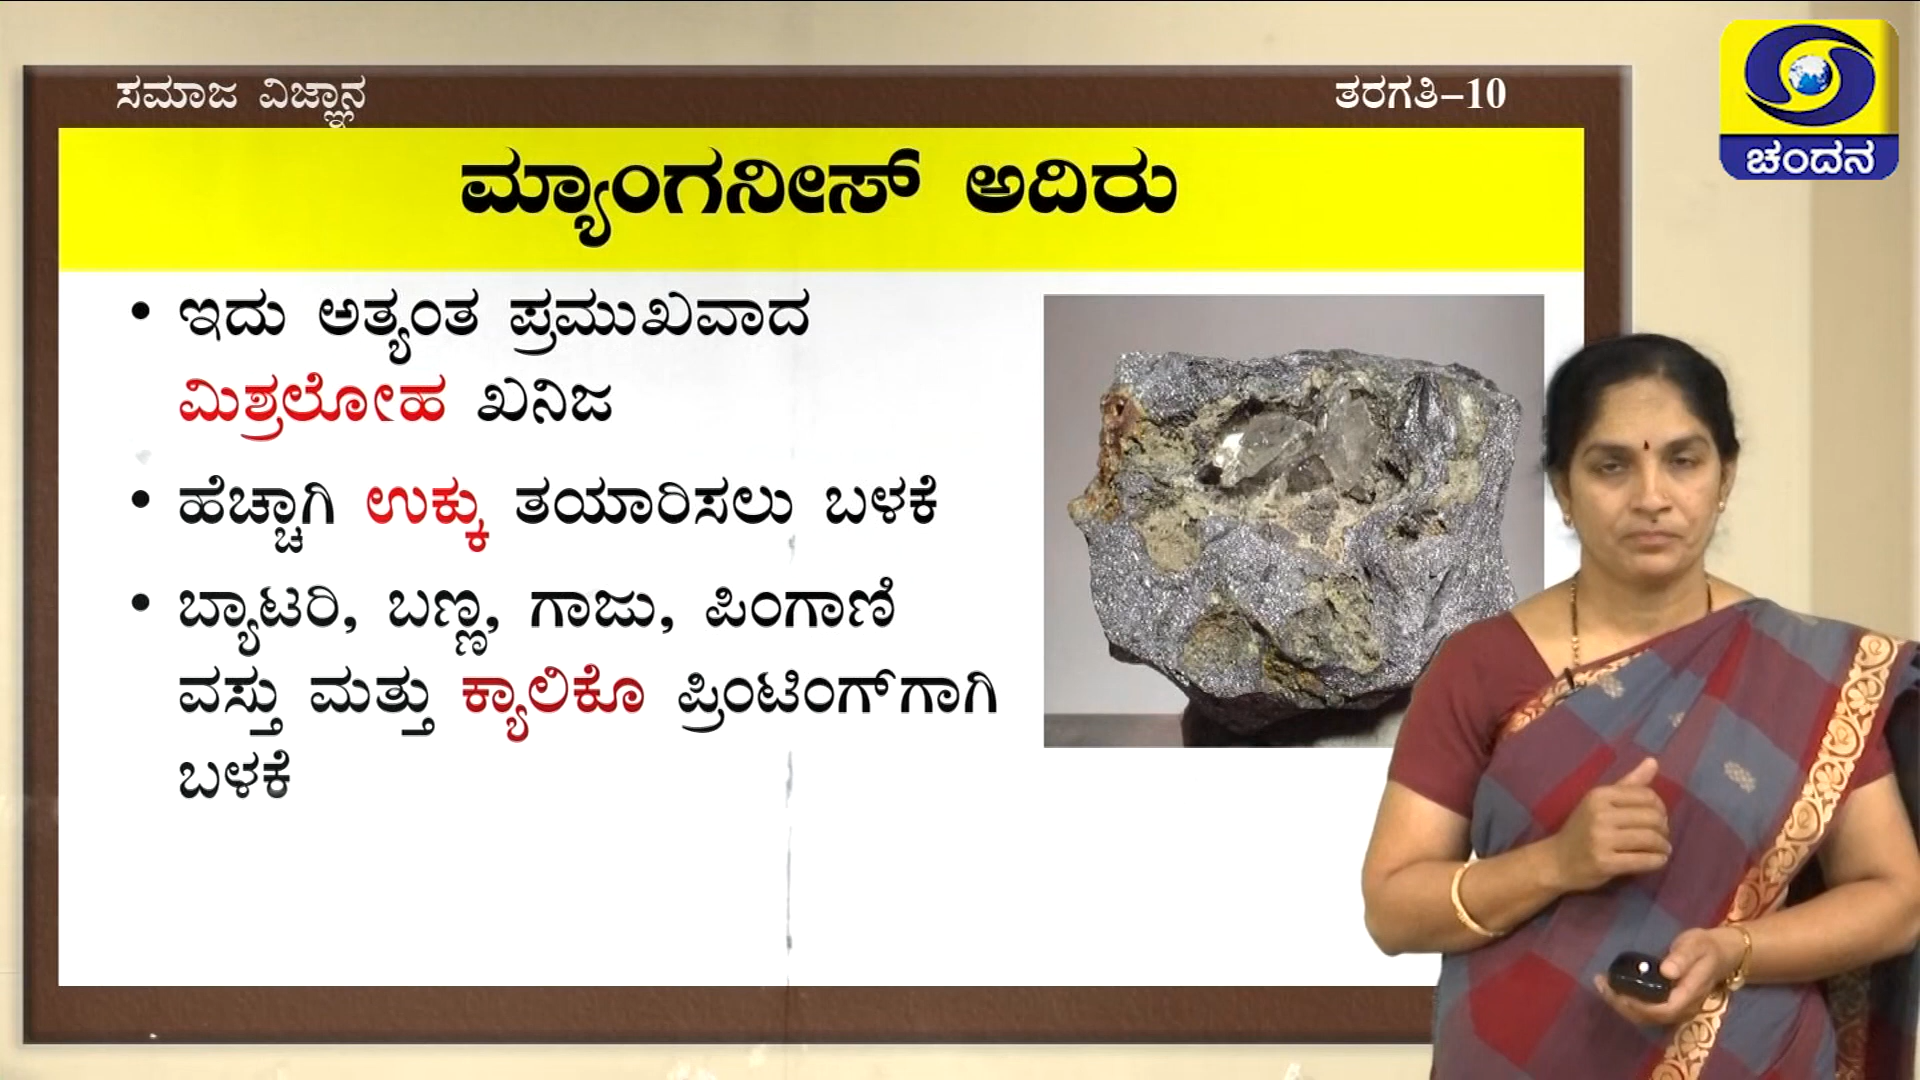 ಸಮಾಜ ವಿಜ್ಞಾನ
ತರಗತಿ-10
ಚಂದನ
ಮ್ಯಾಂಗನೀಸ್ ಅದಿರು
• ಇದು ಅತ್ಯಂತ ಪ್ರಮುಖವಾದ
ಮಿಶ್ರಲೋಹ ಖನಿಜ
• ಹೆಚ್ಚಾಗಿ ಉಕ್ಕು ತಯಾರಿಸಲು ಬಳಕೆ
• ಬ್ಯಾಟರಿ, ಬಣ್ಣ, ಗಾಜು, ಪಿಂಗಾಣಿ
ವಸ್ತು ಮತ್ತು ಕ್ಯಾಲಿಕೊ ಪ್ರಿಂಟಿಂಗ್‌ಗಾಗಿ
ಬಳಕೆ